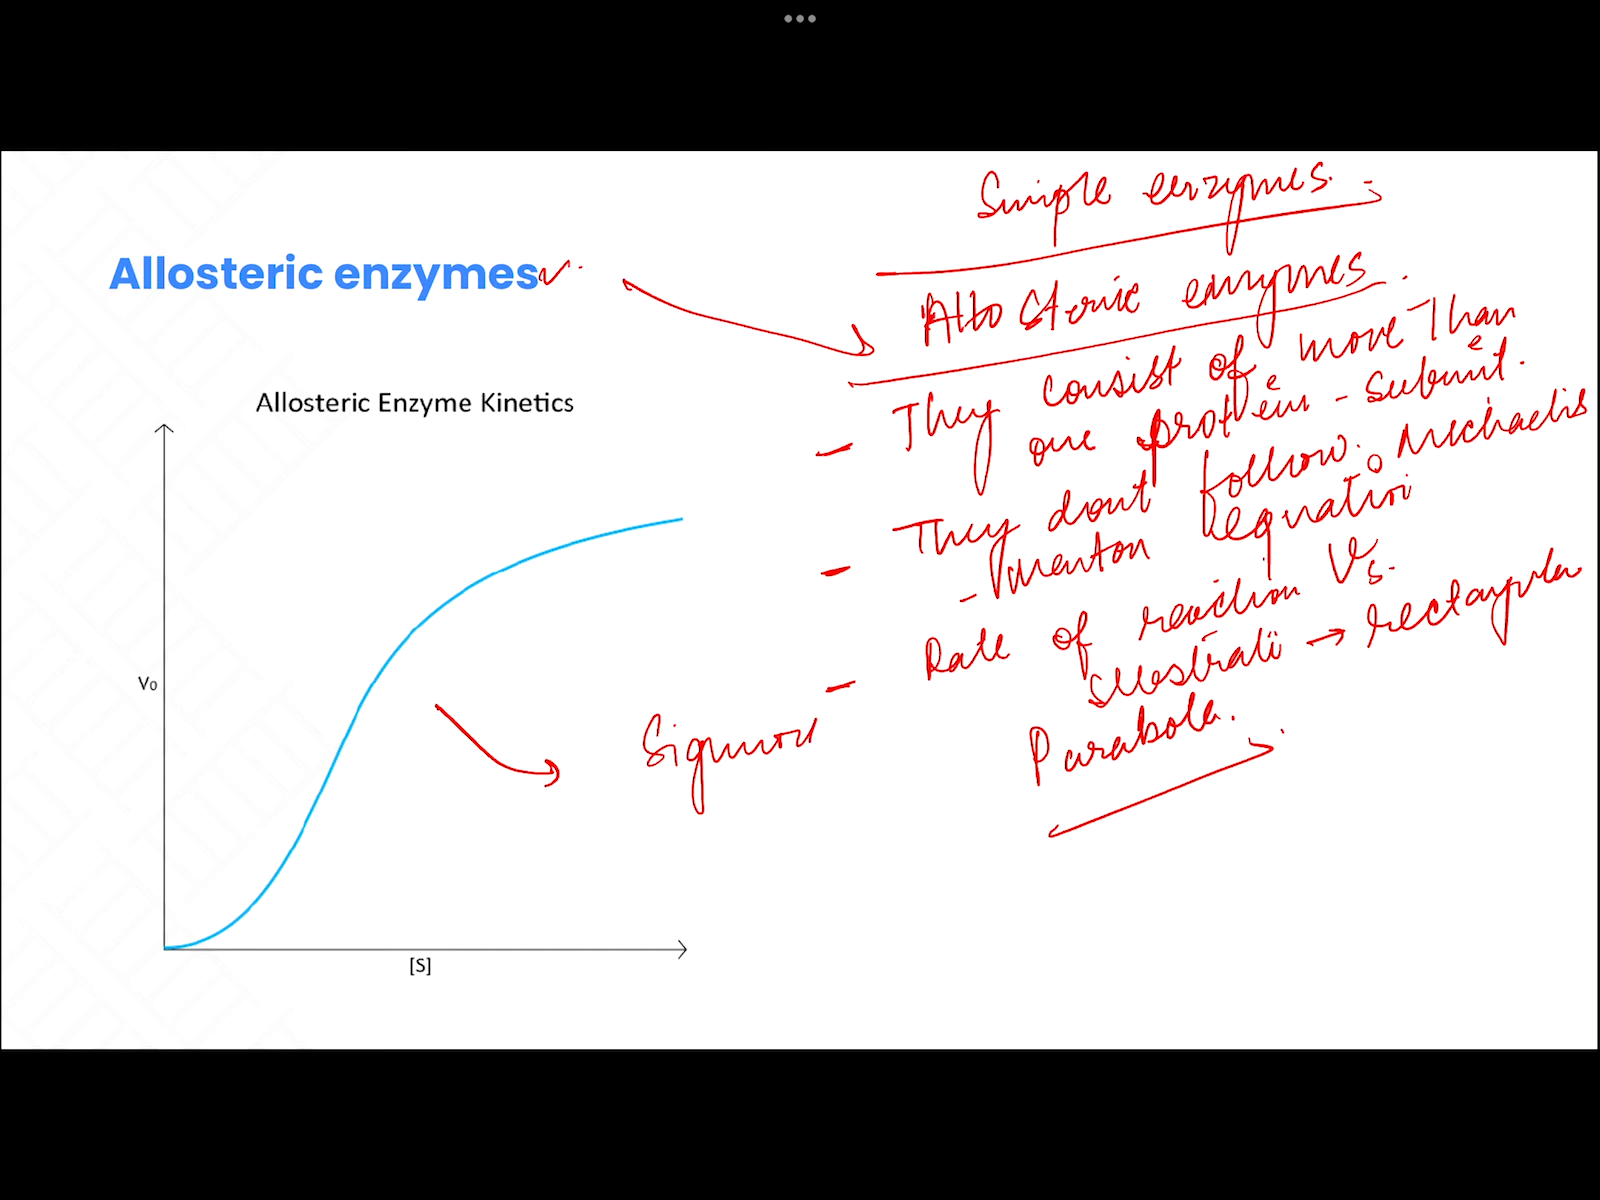 Simple enzymes.
Allosteric enzymes
Allosteric enzymes.
Allosteric Enzyme Kinetics
- They consist of more Than
one protein - subunit.
- They dont follow. Michaelis
- menton equation
- Rate of reaction Vs.
→ rectangular
Parabola.
Sigmoid
V₀
[S]